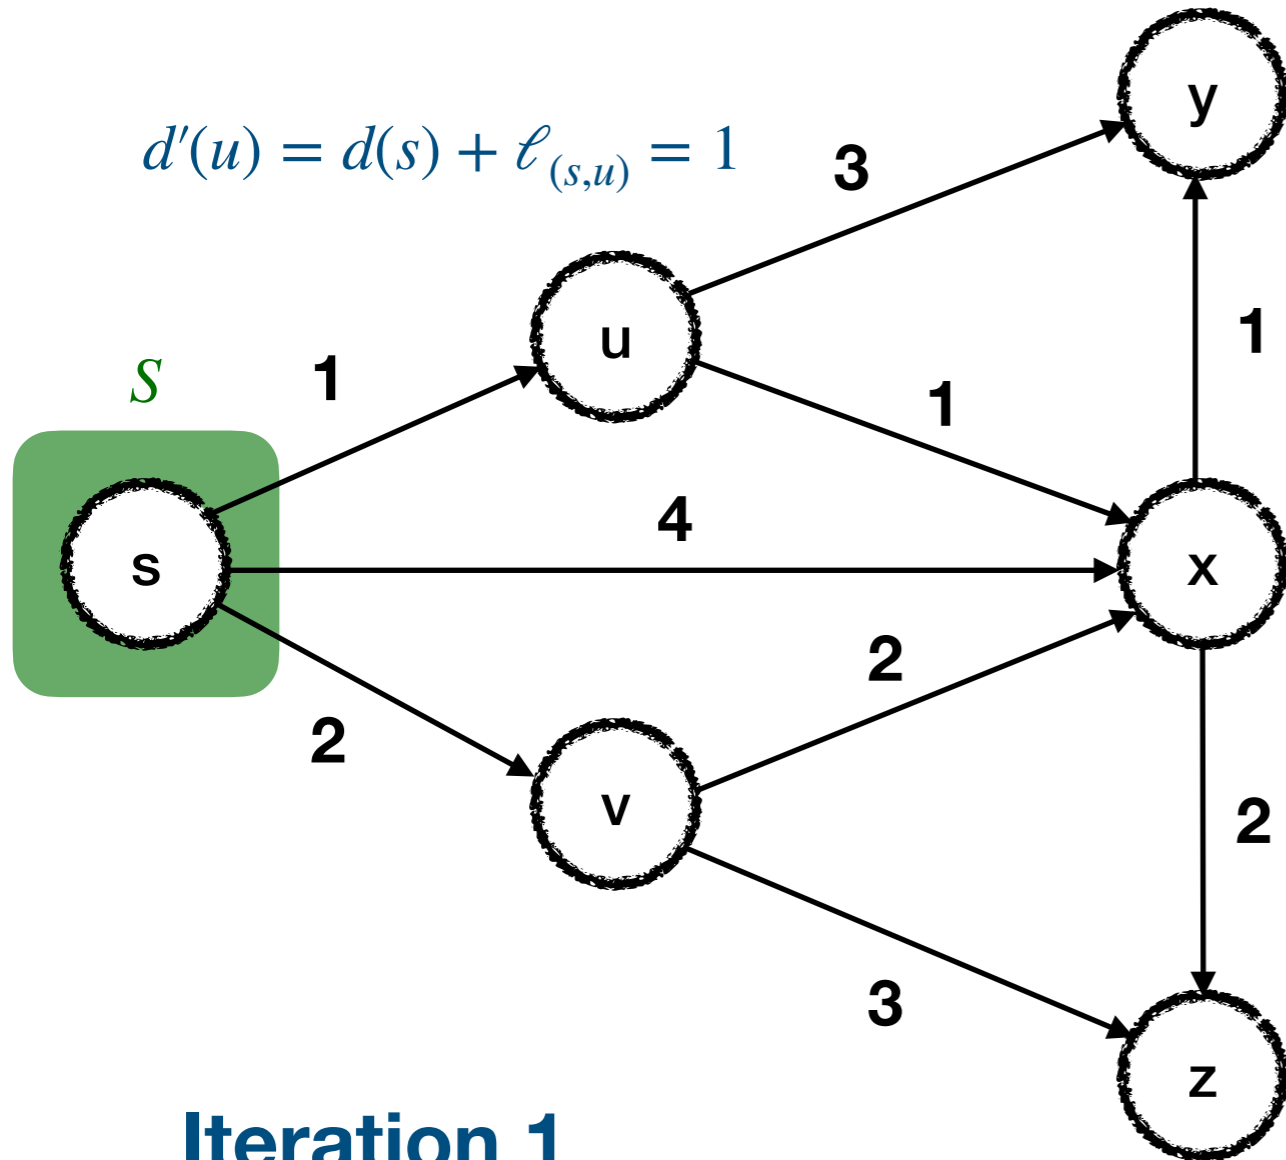 y
d′(u) = d(s) + ℓ(s,u) = 1
3
u
1
S
1
1
4
s
x
2
2
v
2
3
z
Iteration 1